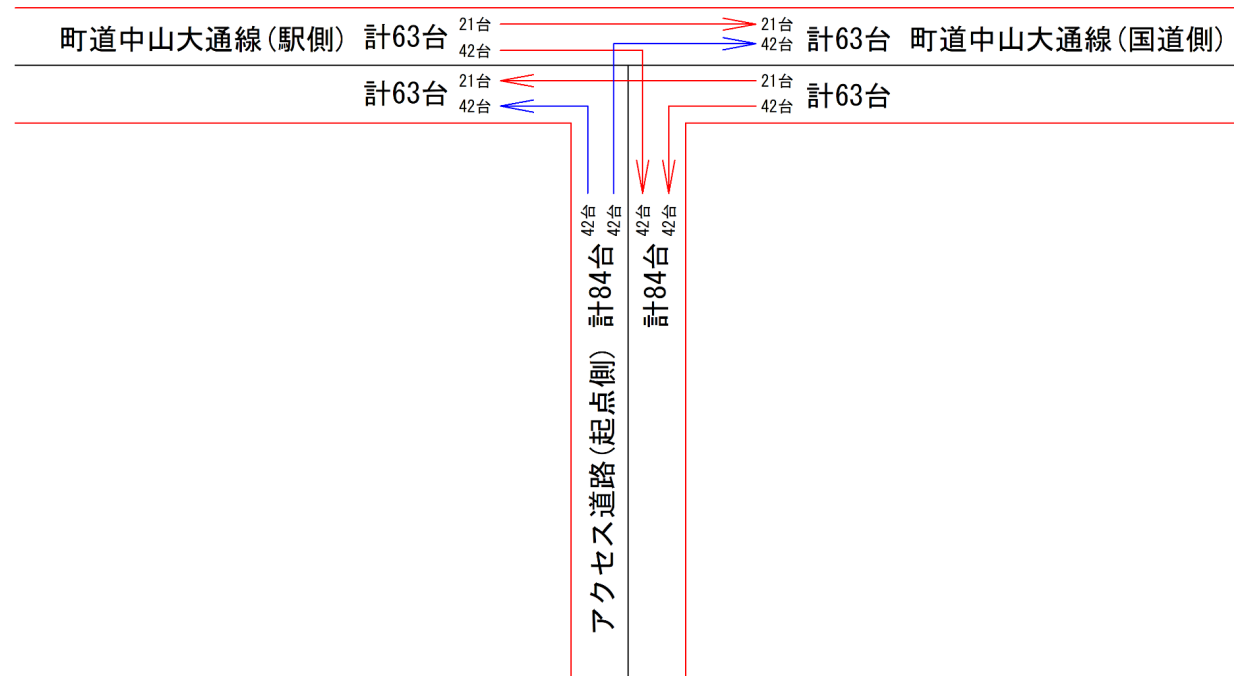 町道中山大通線(駅側) 計63台 21台 21台 計63台 町道中山大通線(国道側)
42台 42台
計63台 21台 21台 計63台
42台 42台
42台 42台 42台 42台
計84台 計84台
アクセス道路(起点側)